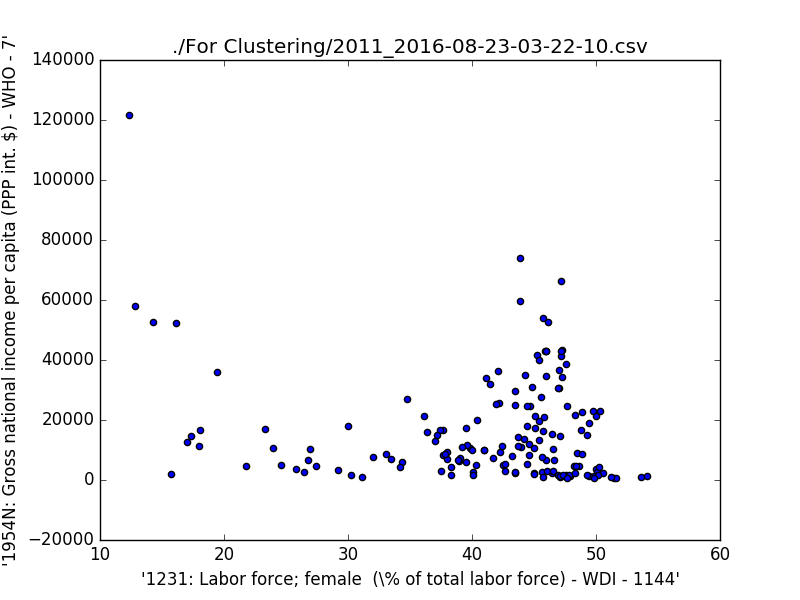 ./For Clustering/2011_2016-08-23-03-22-10.csv
'1954N: Gross national income per capita (PPP int. $) - WHO - 7'
140000
120000
100000
80000
60000
40000
20000
0
−20000
10 20 30 40 50 60
'1231: Labor force; female  (\% of total labor force) - WDI - 1144'